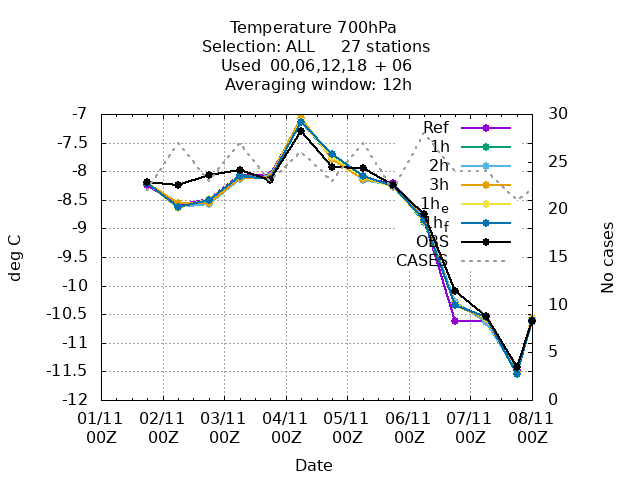 Temperature 700hPa
Selection: ALL 27 stations
Used 00,06,12,18 + 06
Averaging window: 12h
-7
-7.5
-8
-8.5
-9
-9.5
-10
-10.5
-11
-11.5
-12
deg C
30
25
20
15
10
5
0
No cases
Ref
1h
2h
3h
1he
1hf
OBS
CASES
01/11 02/11 03/11 04/11 05/11 06/11 07/11 08/11
00Z 00Z 00Z 00Z 00Z 00Z 00Z 00Z
Date